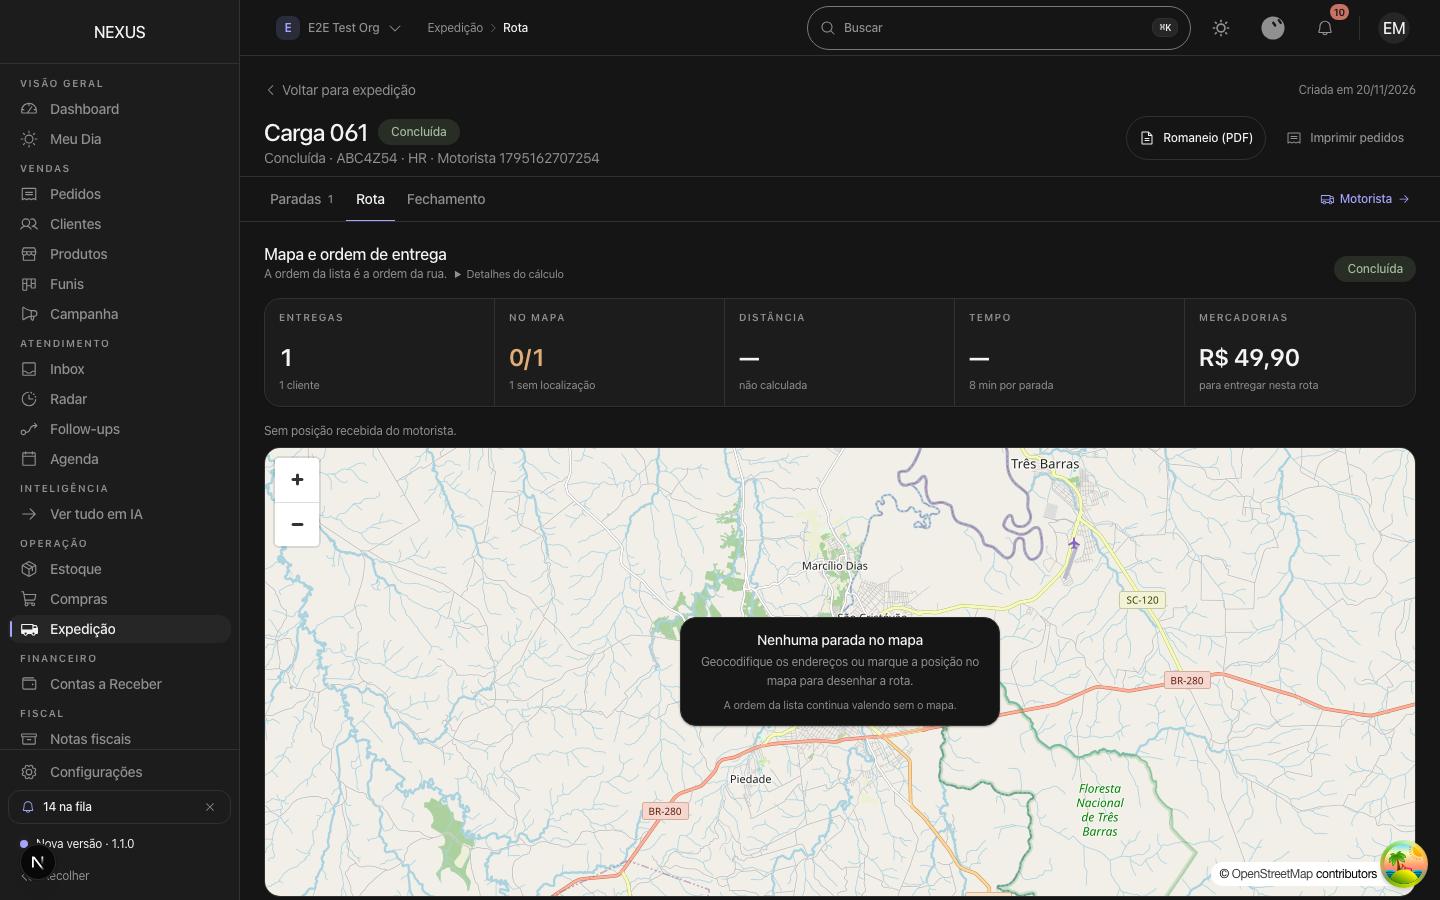 NEXUS
VISÃO GERAL
Dashboard
Meu Dia
VENDAS
Pedidos
Clientes
Produtos
Funis
Campanha
ATENDIMENTO
Inbox
Radar
Follow-ups
Agenda
INTELIGÊNCIA
Ver tudo em IA
OPERAÇÃO
Estoque
Compras
Expedição
FINANCEIRO
Contas a Receber
FISCAL
Notas fiscais
Configurações
14 na fila
Nova versão · 1.1.0
N
E E2E Test Org
Expedição > Rota
Buscar ⌘K
10
EM
Voltar para expedição
Criada em 20/11/2026
Carga 061 Concluída
Concluída · ABC4Z54 · HR · Motorista 1795162707254
Romaneio (PDF)
Imprimir pedidos
Paradas 1 Rota Fechamento
Motorista →
Mapa e ordem de entrega
A ordem da lista é a ordem da rua. ▶ Detalhes do cálculo
Concluída
ENTREGAS
1
1 cliente
NO MAPA
0/1
1 sem localização
DISTÂNCIA
—
não calculada
TEMPO
—
8 min por parada
MERCADORIAS
R$ 49,90
para entregar nesta rota
Sem posição recebida do motorista.
+
−
Três Barras
Marcílio Dias
SC-120
Nenhuma parada no mapa
Geocodifique os endereços ou marque a posição no
mapa para desenhar a rota.
A ordem da lista continua valendo sem o mapa.
BR-280
Piedade
BR-280
Floresta
Nacional
de Três
Barras
© OpenStreetMap contributors